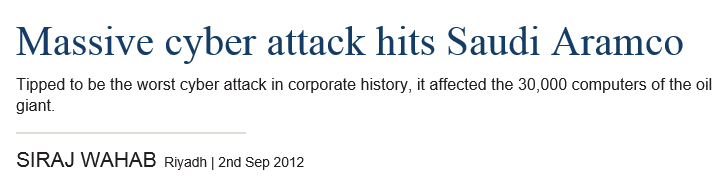 Massive cyber attack hits Saudi Aramco
Tipped to be the worst cyber attack in corporate history, it affected the 30,000 computers of the oil
giant.
SIRAJ WAHAB Riyadh | 2nd Sep 2012